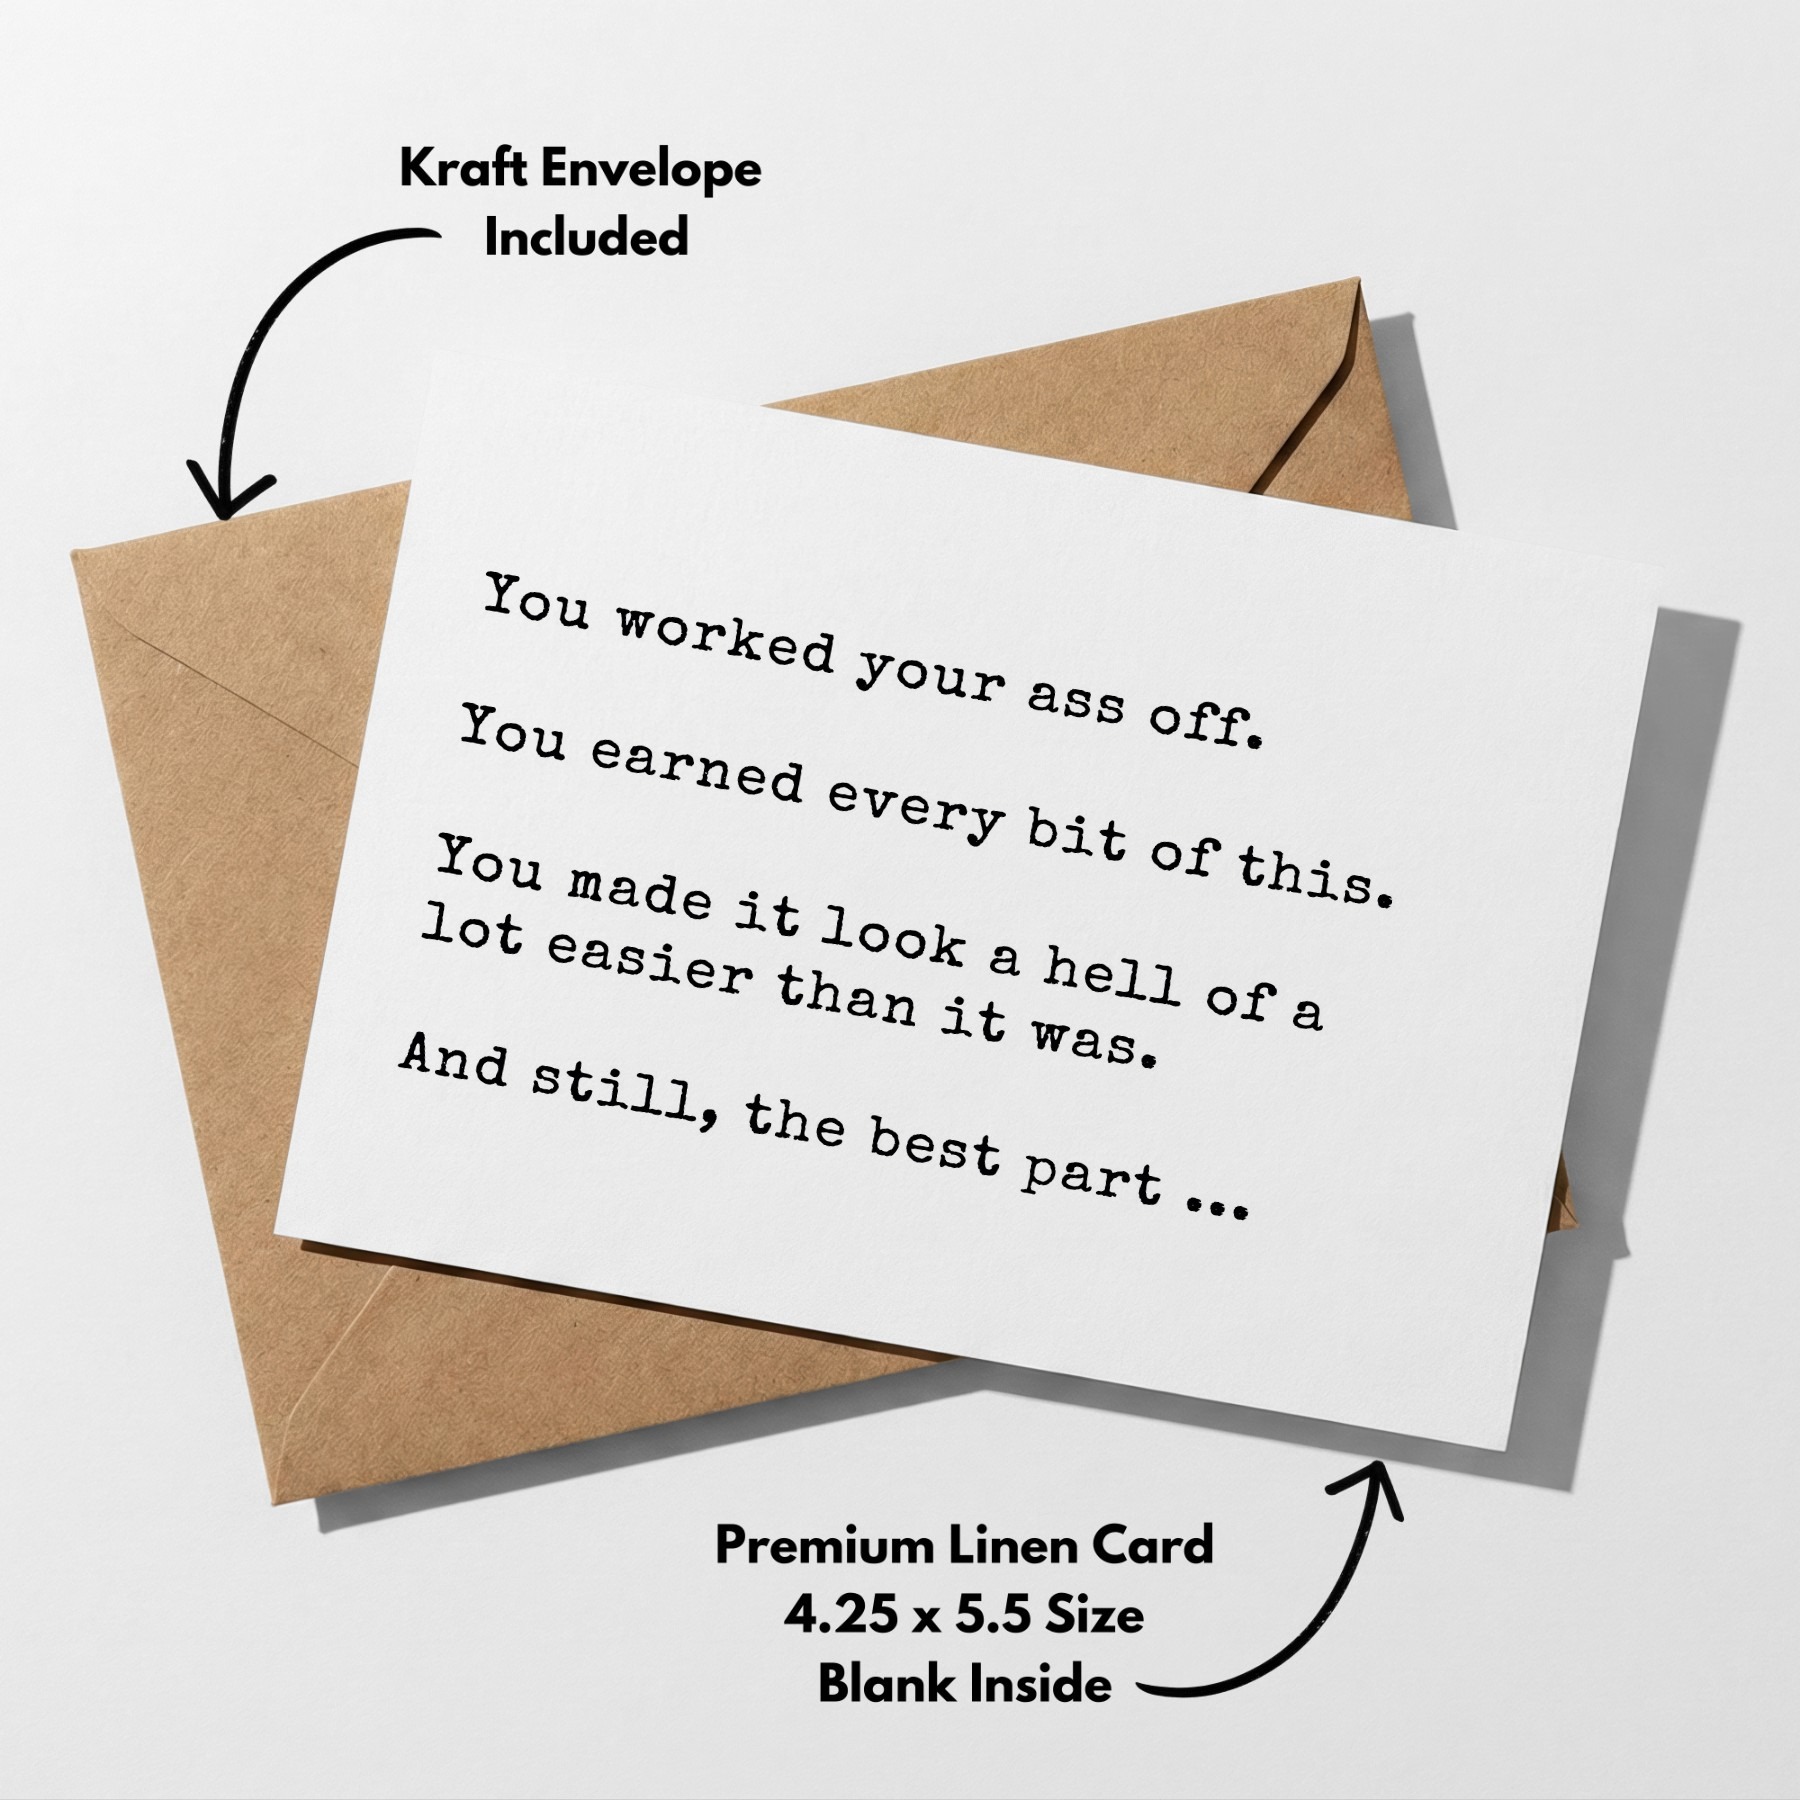 Kraft Envelope
Included
You worked your ass off.
You earned every bit of this.
You made it look a hell of a
lot easier than it was.
And still, the best part ...
Premium Linen Card
4.25 x 5.5 Size
Blank Inside